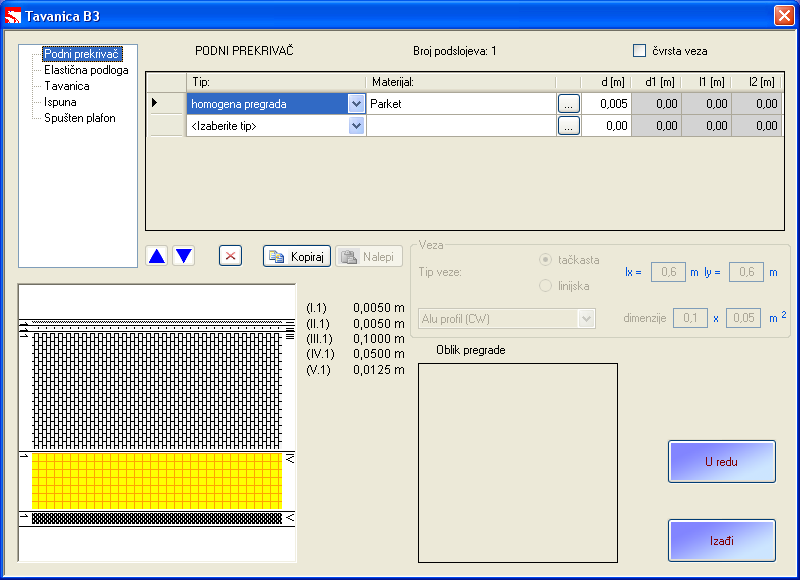 Tavanica B3
Podni prekrivač
Elastična podloga
Tavanica
Ispuna
Spušten plafon
PODNI PREKRIVAČ
Broj podslojeva: 1
čvrsta veza
Tip: Materijal: d [m] d1 [m] l1 [m] l2 [m]
homogena pregrada Parket ... 0,005 0,00 0,00 0,00
<Izaberite tip> ... 0,00 0,00 0,00 0,00
Kopiraj
Nalepi
Veza
Tip veze:
tačkasta
linijska
lx = 0,6 m ly = 0,6 m
Alu profil (CW)
dimenzije 0,1 x 0,05 m 2
(I.1) 0,0050 m
(II.1) 0,0050 m
(III.1) 0,1000 m
(IV.1) 0,0500 m
(V.1) 0,0125 m
Oblik pregrade
U redu
Izađi